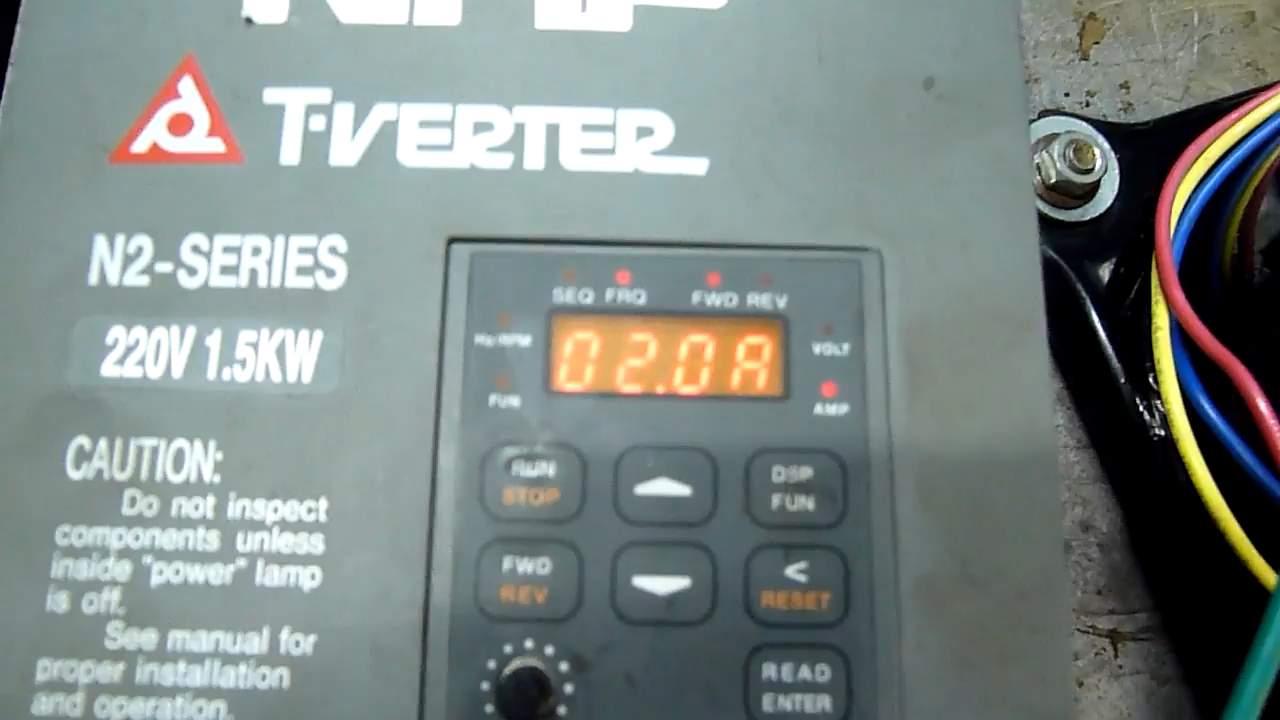 T-VERTER
N2-SERIES
220V 1.5KW
CAUTION:
Do not inspect
components unless
inside "power" lamp
is off.
See manual for
proper installation
and operation.
SEQ FRQ FWD REV
Hz/RPM
VOLT
02.0A
FUN
AMP
RUN
STOP
DSP
FUN
FWD
REV
<
RESET
READ
ENTER